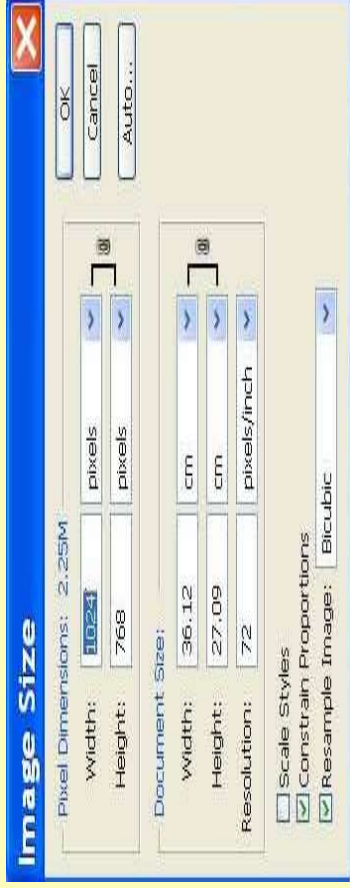 Image Size
Pixel Dimensions: 2.25M
Width: 1024 pixels
Height: 768 pixels
OK
Cancel
Auto...
Document Size:
Width: 36.12 cm
Height: 27.09 cm
Resolution: 72 pixels/inch
Scale Styles
Constrain Proportions
Resample Image: Bicubic